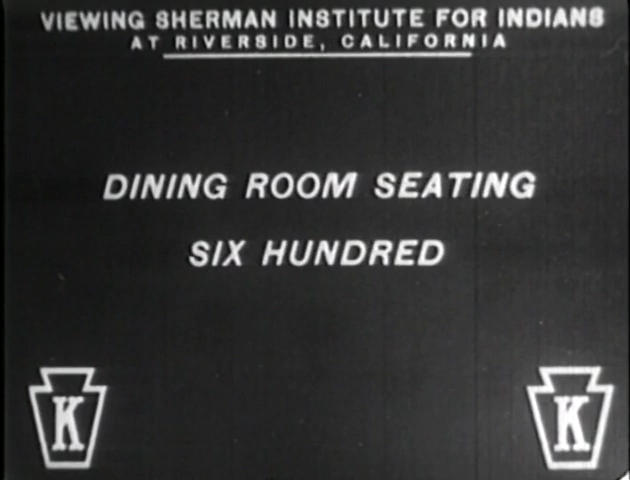 VIEWING SHERMAN INSTITUTE FOR INDIANS
AT RIVERSIDE, CALIFORNIA
DINING ROOM SEATING
SIX HUNDRED
K K